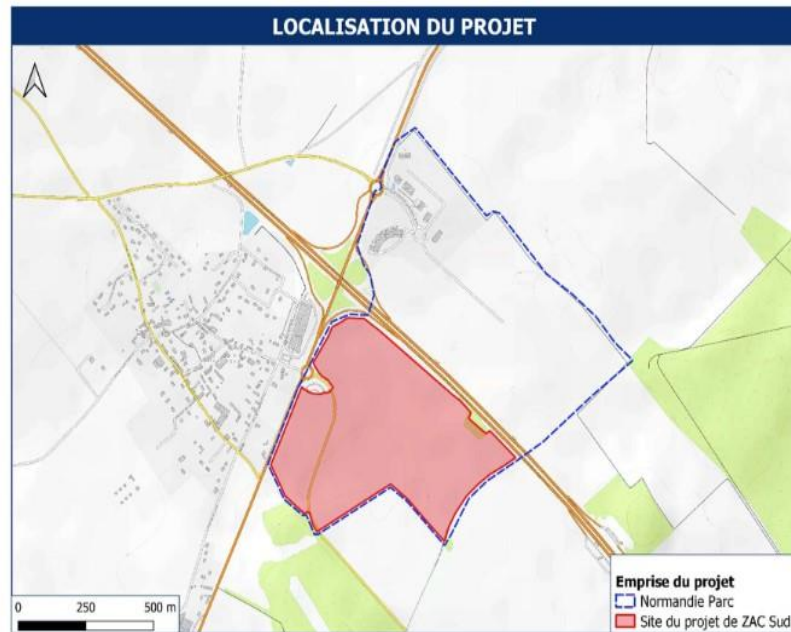 LOCALISATION DU PROJET
0 250 500 m
Emprise du projet
Normandie Parc
Site du projet de ZAC Sud